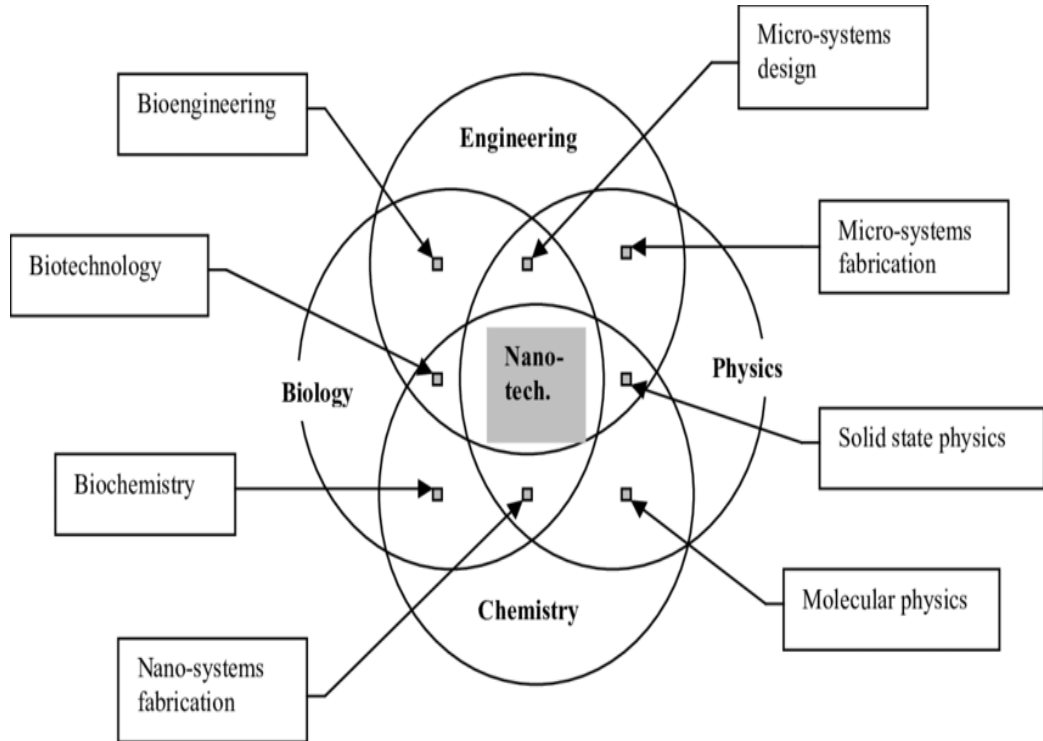 Micro-systems
design
Bioengineering
Engineering
Micro-systems
fabrication
Biotechnology
Nano-
tech.
Physics
Biology
Solid state physics
Biochemistry
Molecular physics
Chemistry
Nano-systems
fabrication